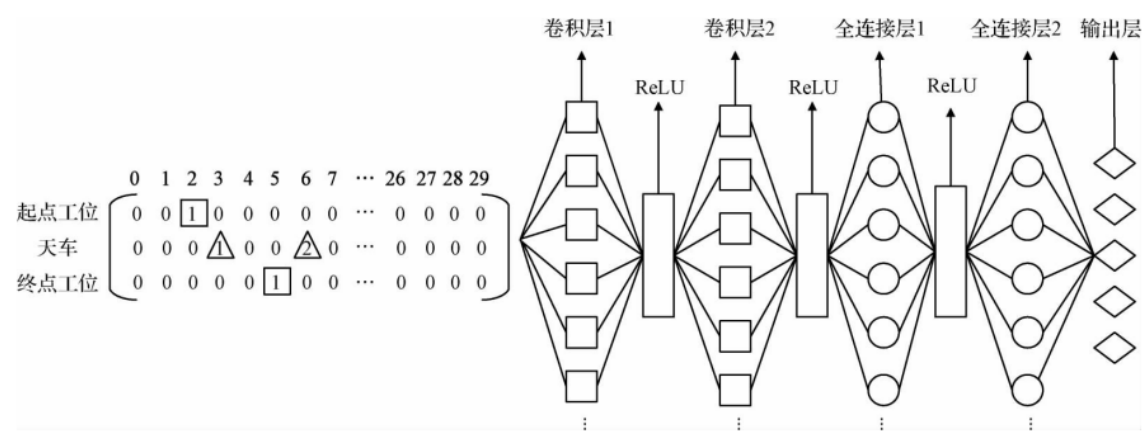 卷积层1 卷积层2 全连接层1 全连接层2 输出层
ReLU ReLU ReLU
0 1 2 3 4 5 6 7 … 26 27 28 29
起点工位 0 0 1 0 0 0 0 0 … 0 0 0 0
天车 0 0 0 1 0 0 2 0 … 0 0 0 0
终点工位 0 0 0 0 0 1 0 0 … 0 0 0 0